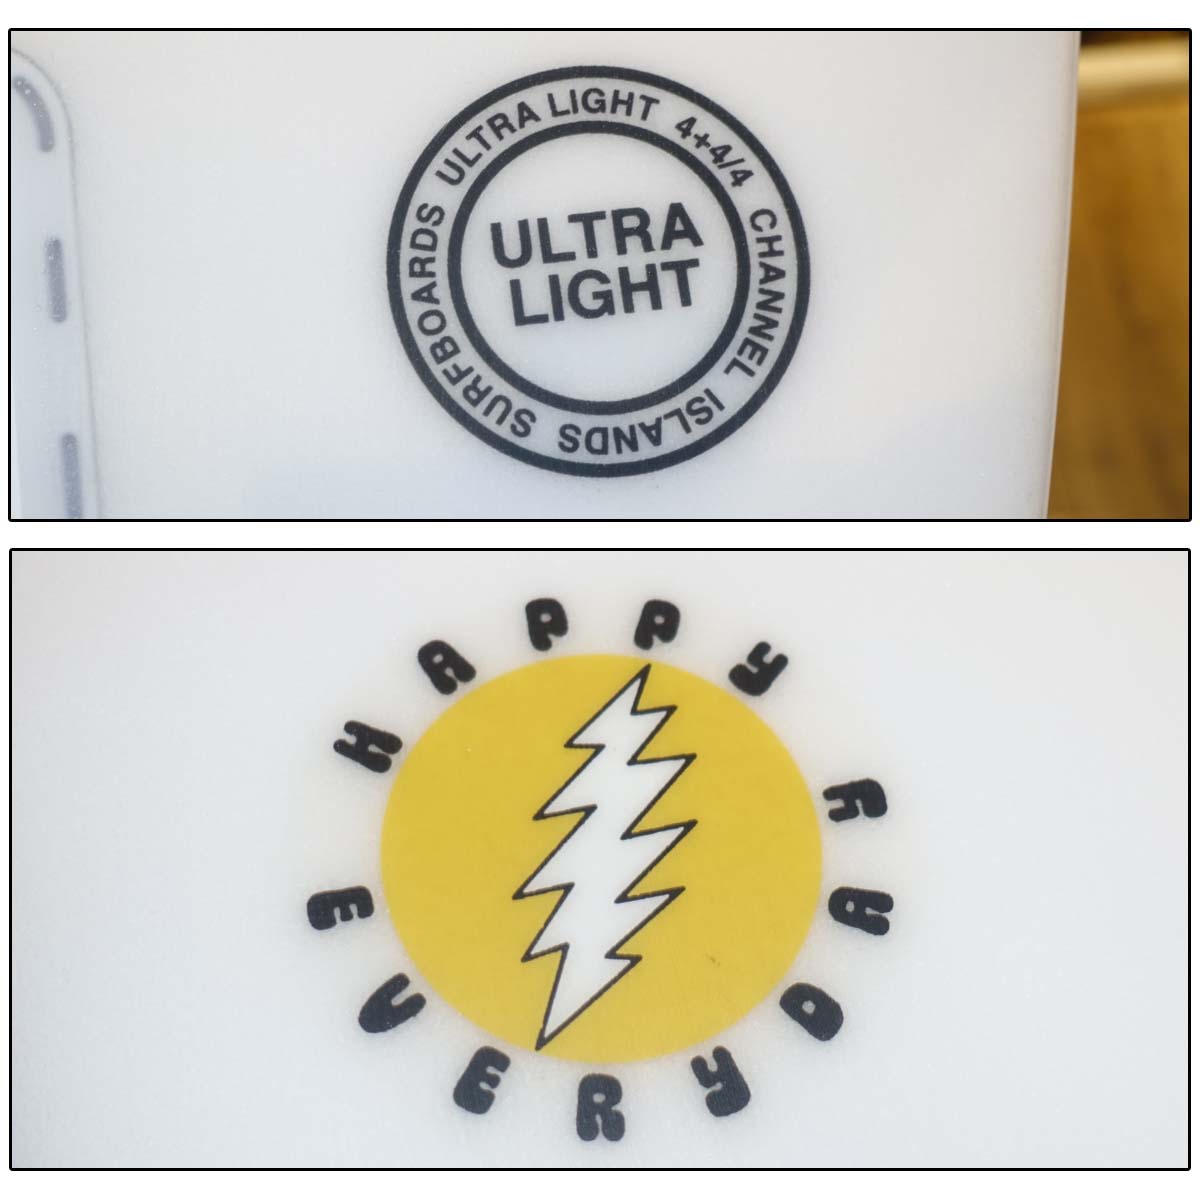 ULTRA LIGHT 4+4/4 CHANNEL ISLANDS SURFBOARDS
ULTRA
LIGHT
HAPPY
EVERYDAY